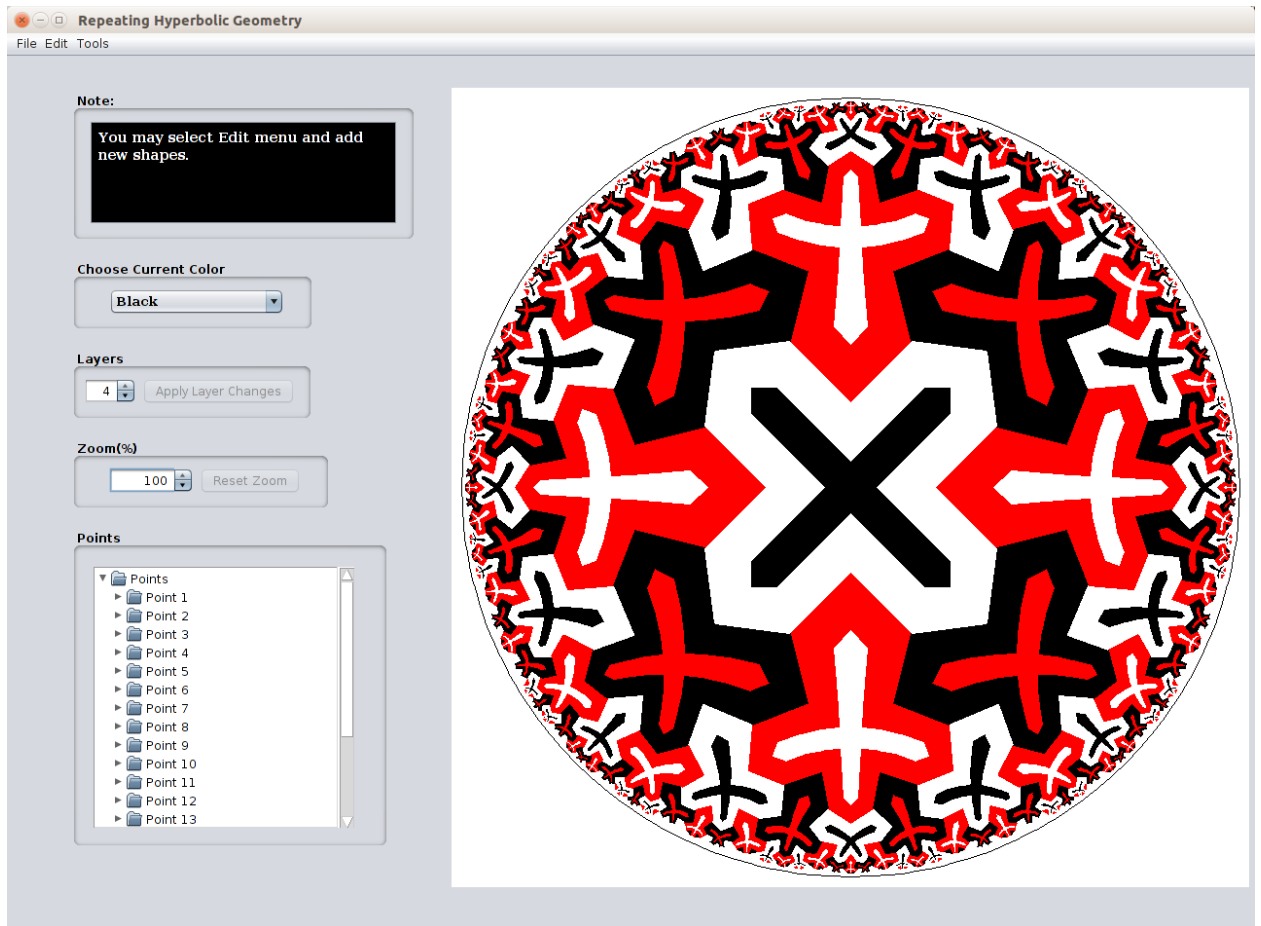 Repeating Hyperbolic Geometry
File Edit Tools
Note:
You may select Edit menu and add
new shapes.
Choose Current Color
Black
Layers
4 Apply Layer Changes
Zoom(%)
100 Reset Zoom
Points
Points
Point 1
Point 2
Point 3
Point 4
Point 5
Point 6
Point 7
Point 8
Point 9
Point 10
Point 11
Point 12
Point 13